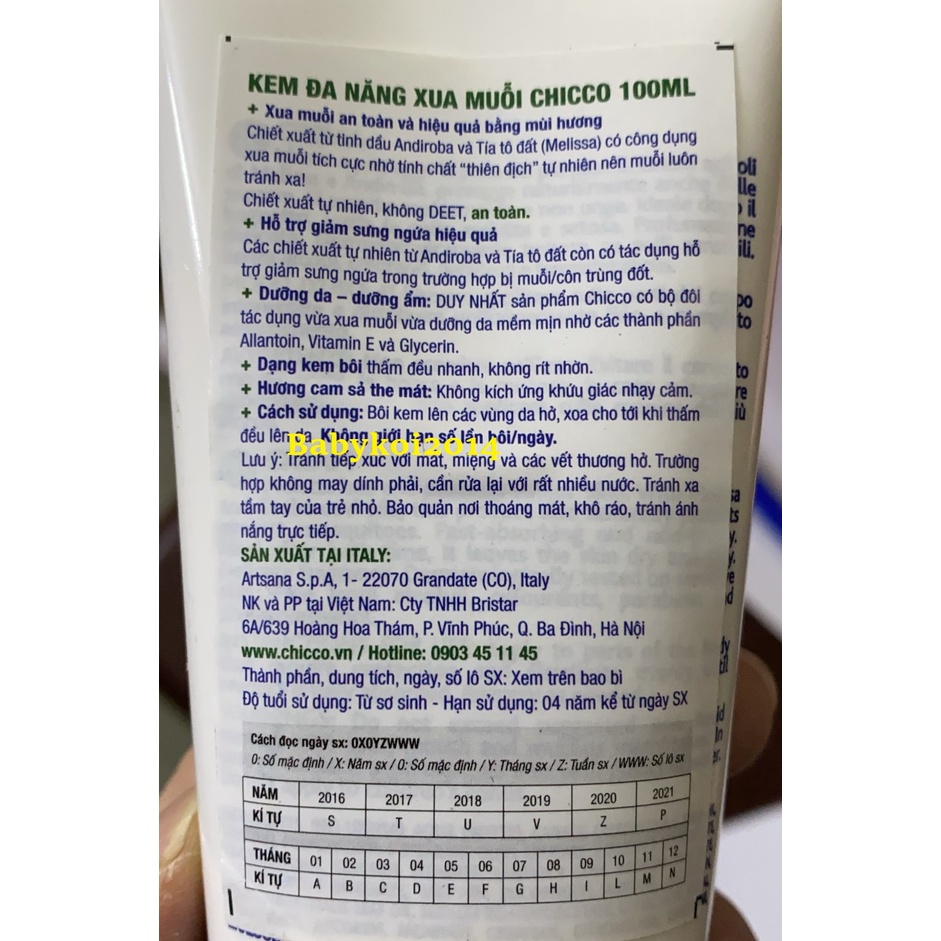 KEM ĐA NĂNG XUA MUỖI CHICCO 100ML
+ Xua muỗi an toàn và hiệu quả bằng mùi hương
Chiết xuất từ tinh dầu Andiroba và Tía tô đất (Melissa) có công dụng
xua muỗi tích cực nhờ tính chất “thiên địch” tự nhiên nên muỗi luôn
tránh xa!
Chiết xuất tự nhiên, không DEET, an toàn.
+ Hỗ trợ giảm sưng ngứa hiệu quả
Các chiết xuất tự nhiên từ Andiroba và Tía tô đất còn có tác dụng hỗ
trợ giảm sưng ngứa trong trường hợp bị muỗi/côn trùng đốt.
+ Dưỡng da – dưỡng ẩm: DUY NHẤT sản phẩm Chicco có bộ đôi
tác dụng vừa xua muỗi vừa dưỡng da mềm mịn nhờ các thành phần
Allantoin, Vitamin E và Glycerin.
+ Dạng kem bôi thấm đều nhanh, không rít nhờn.
+ Hương cam sả the mát: Không kích ứng khứu giác nhạy cảm.
+ Cách sử dụng: Bôi kem lên các vùng da hở, xoa cho tới khi thấm
đều lên da. Không giới hạn số lần bôi/ngày.
Babykoi2014
Lưu ý: Tránh tiếp xúc với mắt, miệng và các vết thương hở. Trường
hợp không may dính phải, cần rửa lại với rất nhiều nước. Tránh xa
tầm tay của trẻ nhỏ. Bảo quản nơi thoáng mát, khô ráo, tránh ánh
nắng trực tiếp.
SẢN XUẤT TẠI ITALY:
Artsana S.p.A, 1- 22070 Grandate (CO), Italy
NK và PP tại Việt Nam: Cty TNHH Bristar
6A/639 Hoàng Hoa Thám, P. Vĩnh Phúc, Q. Ba Đình, Hà Nội
www.chicco.vn / Hotline: 0903 45 11 45
Thành phần, dung tích, ngày, số lô SX: Xem trên bao bì
Độ tuổi sử dụng: Từ sơ sinh - Hạn sử dụng: 04 năm kể từ ngày SX
Cách đọc ngày sx: 0X0YZWWW
0: Số mặc định / X: Năm sx / 0: Số mặc định / Y: Tháng sx / Z: Tuần sx / WWW: Số lô sx
NĂM 2016 2017 2018 2019 2020 2021
KÍ TỰ S T U V Z P
THÁNG 01 02 03 04 05 06 07 08 09 10 11 12
KÍ TỰ A B C D E F G H I L M N